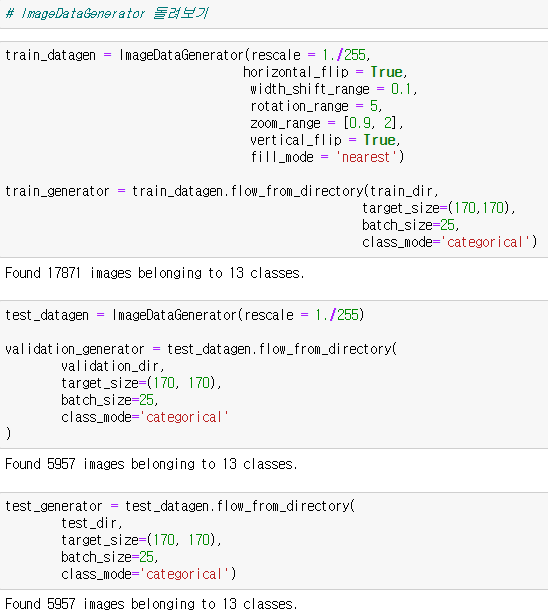 # ImageDataGenerator 돌려보기
train_datagen = ImageDataGenerator(rescale = 1./255,
horizontal_flip = True,
width_shift_range = 0.1,
rotation_range = 5,
zoom_range = [0.9, 2],
vertical_flip = True,
fill_mode = 'nearest')
train_generator = train_datagen.flow_from_directory(train_dir,
target_size=(170,170),
batch_size=25,
class_mode='categorical')
Found 17871 images belonging to 13 classes.
test_datagen = ImageDataGenerator(rescale = 1./255)
validation_generator = test_datagen.flow_from_directory(
validation_dir,
target_size=(170, 170),
batch_size=25,
class_mode='categorical'
)
Found 5957 images belonging to 13 classes.
test_generator = test_datagen.flow_from_directory(
test_dir,
target_size=(170, 170),
batch_size=25,
class_mode='categorical')
Found 5957 images belonging to 13 classes.